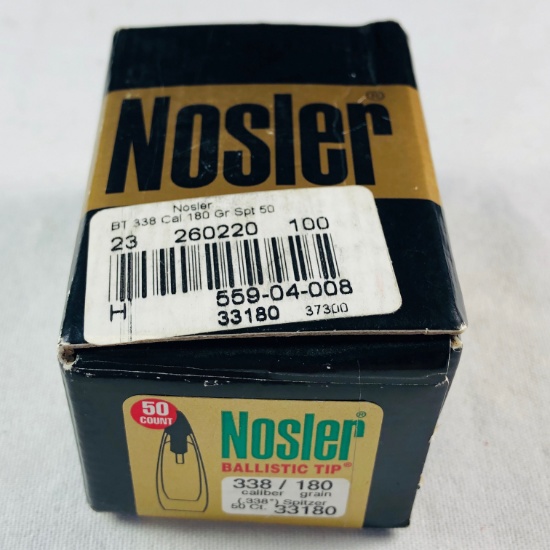 Nosler®
Nosler
BT 338 Cal 180 Gr Spt 50
23 260220 100
H 559-04-008
33180 37300
50
COUNT
Nosler®
BALLISTIC TIP®
338 / 180
caliber grain
(.338") Spitzer
50 Ct. 33180